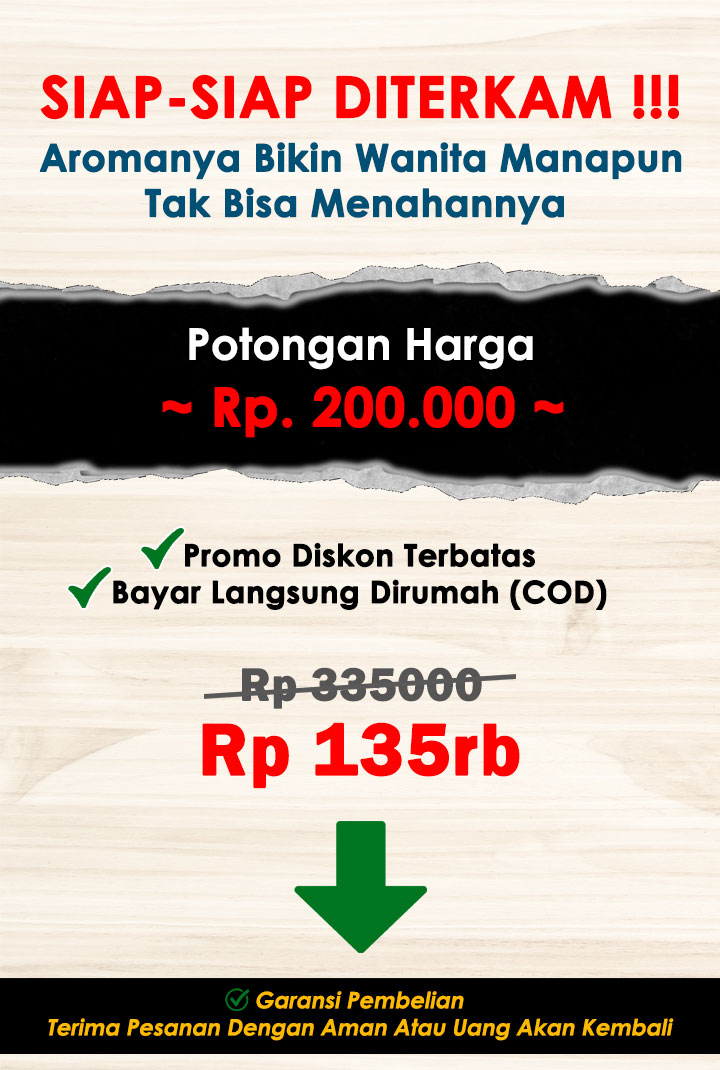 SIAP-SIAP DITERKAM !!!
Aromanya Bikin Wanita Manapun
Tak Bisa Menahannya
Potongan Harga
~ Rp. 200.000 ~
Promo Diskon Terbatas
Bayar Langsung Dirumah (COD)
Rp 335000
Rp 135rb
Garansi Pembelian
Terima Pesanan Dengan Aman Atau Uang Akan Kembali